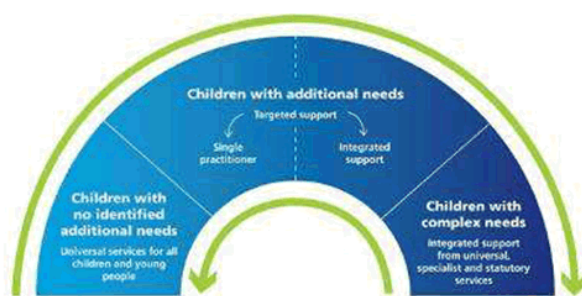 Children with additional needs
Targeted support
Single
practitioner
Integrated
support
Children with
no identified
additional needs
Universal services for all
children and young
people
Children with
complex needs
Integrated support
from universal,
specialist and statutory
services